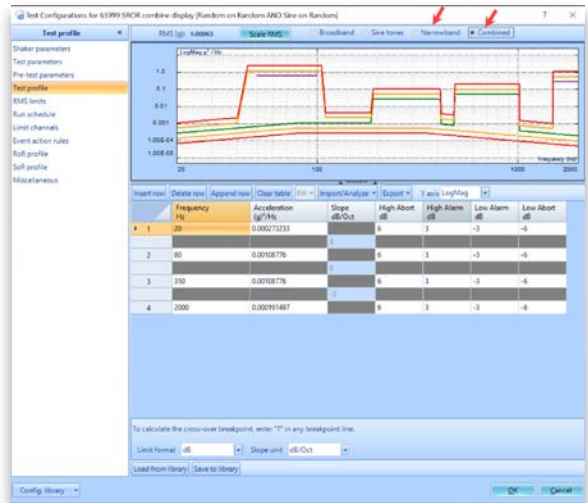 Test Configurations for 65999 SROR combine display (Random on Random AND Sine on Random)
Test profile
RMS (g): 1.00063 Scale RMS Broadband Sine tones Narrowband Combined
Shaker parameters
Test parameters
Pre-test parameters
Test profile
RMS limits
Run schedule
Limit channels
Event action rules
RoR profile
SoR profile
Miscellaneous
LogMag g² / Hz
1.0
0.1
0.01
0.001
1.00E-04
1.00E-05
20 100 1000 2000
Frequency (Hz)
Insert row Delete row Append row Clear table Fill Import/Analyze Export Y axis LogMag
Frequency Hz Acceleration (g)²/Hz Slope dB/Oct High Abort dB High Alarm dB Low Alarm dB Low Abort dB
1 20 0.000273233 6 3 -3 -6
3
2 80 0.00108776 6 3 -3 -6
0
3 350 0.00108776 6 3 -3 -6
-3
4 2000 0.000191497 6 3 -3 -6
To calculate the cross-over breakpoint, enter "?" in any breakpoint line.
Limit format dB Slope unit dB/Oct
Load from library Save to library
Config. library OK Cancel